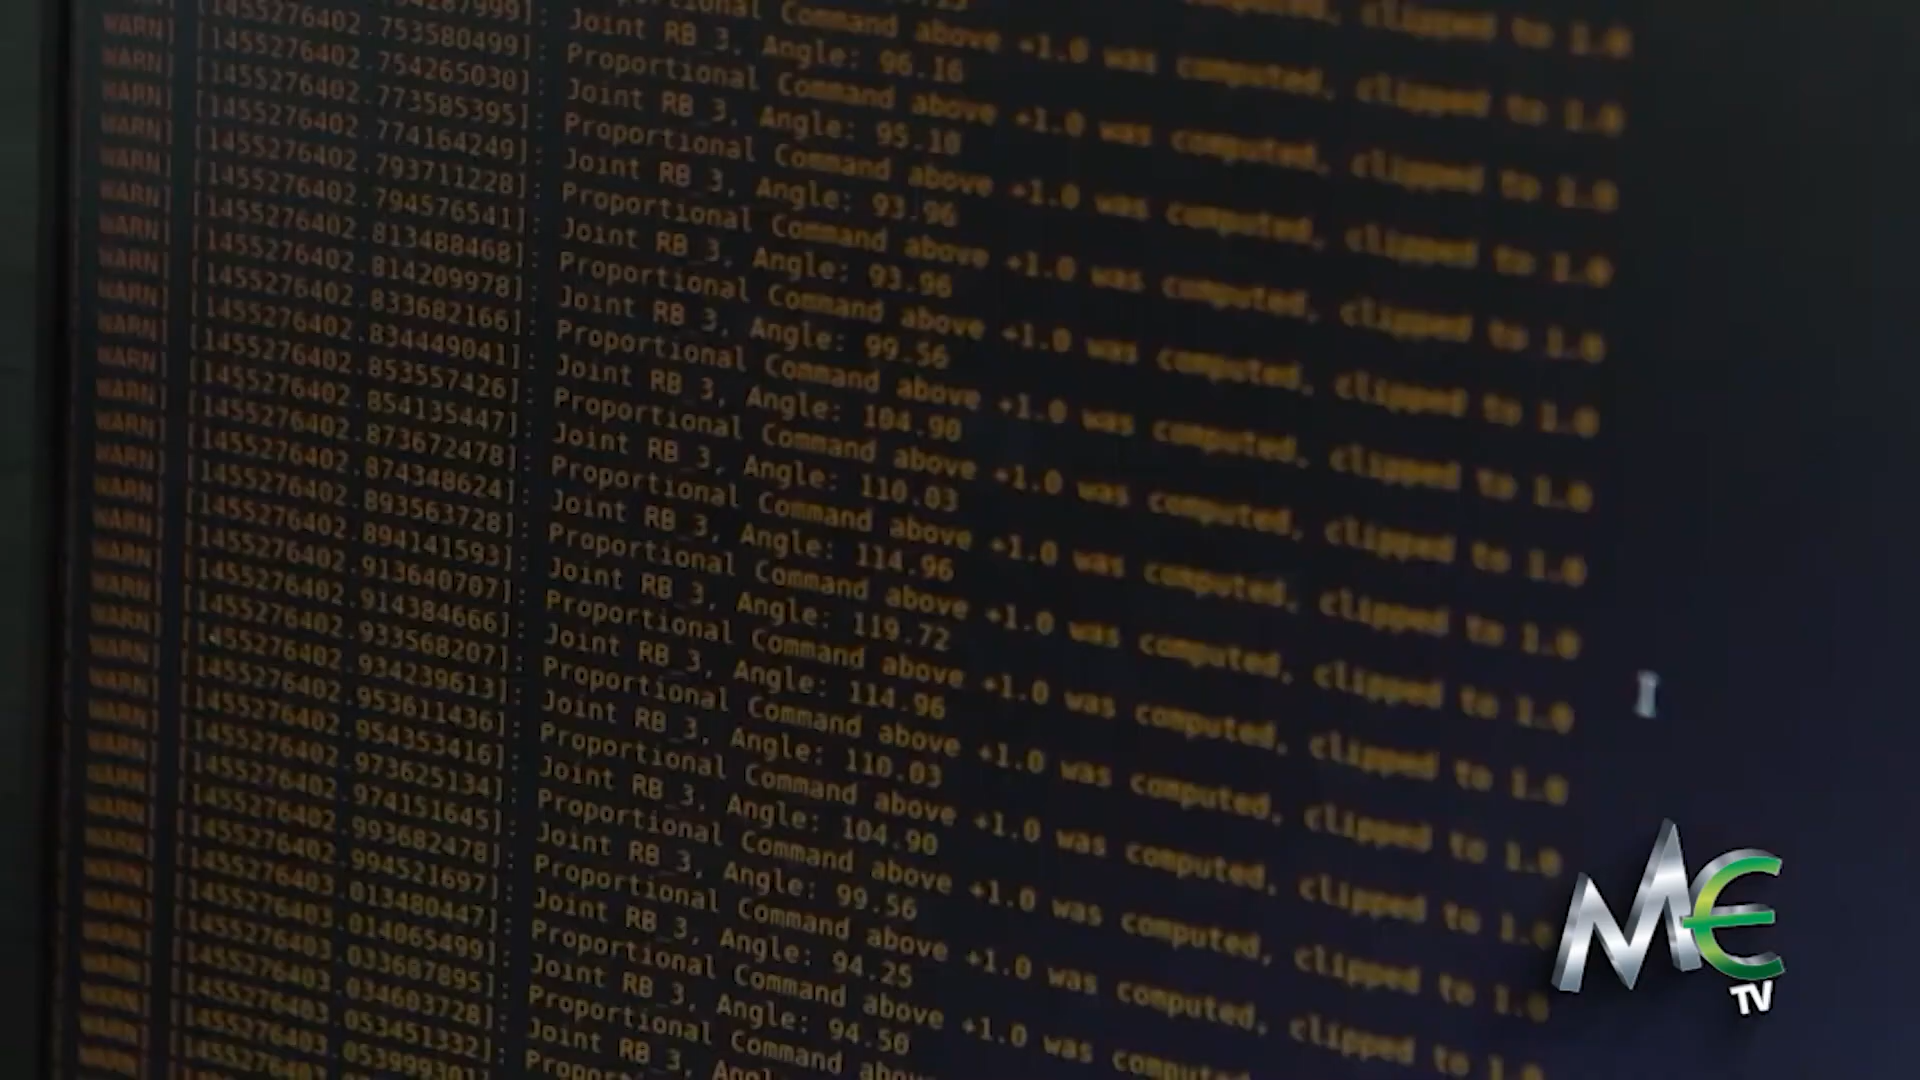 Command above +1.0 was computed, clipped to 1.0
287999]: Joint RB_3, Angle: 96.16
WARN] [1455276402.753580499]: Proportional Command above +1.0 was computed, clipped to 1.0
WARN] [1455276402.754265030]: Joint RB_3, Angle: 95.10
WARN] [1455276402.773585395]: Proportional Command above +1.0 was computed, clipped to 1.0
WARN] [1455276402.774164249]: Joint RB_3, Angle: 93.96
WARN] [1455276402.793711228]: Proportional Command above +1.0 was computed, clipped to 1.0
WARN] [1455276402.794576541]: Joint RB_3, Angle: 93.96
WARN] [1455276402.813488468]: Proportional Command above +1.0 was computed, clipped to 1.0
WARN] [1455276402.814209978]: Joint RB_3, Angle: 99.56
WARN] [1455276402.833682166]: Proportional Command above +1.0 was computed, clipped to 1.0
WARN] [1455276402.834449041]: Joint RB_3, Angle: 104.90
WARN] [1455276402.853557426]: Proportional Command above +1.0 was computed, clipped to 1.0
WARN] [1455276402.854135447]: Joint RB_3, Angle: 110.03
WARN] [1455276402.873672478]: Proportional Command above +1.0 was computed, clipped to 1.0
WARN] [1455276402.874348624]: Joint RB_3, Angle: 114.96
WARN] [1455276402.893563728]: Proportional Command above +1.0 was computed, clipped to 1.0
WARN] [1455276402.894141593]: Joint RB_3, Angle: 119.72
WARN] [1455276402.913640707]: Proportional Command above +1.0 was computed, clipped to 1.0
WARN] [1455276402.914384666]: Joint RB_3, Angle: 114.96
WARN] [1455276402.933568207]: Proportional Command above +1.0 was computed, clipped to 1.0
WARN] [1455276402.934239613]: Joint RB_3, Angle: 110.03
WARN] [1455276402.953611436]: Proportional Command above +1.0 was computed, clipped to 1.0
WARN] [1455276402.954353416]: Joint RB_3, Angle: 104.90
WARN] [1455276402.973625134]: Proportional Command above +1.0 was computed, clipped to 1.0
WARN] [1455276402.974151645]: Joint RB_3, Angle: 99.56
WARN] [1455276402.993682478]: Proportional Command above +1.0 was computed, clipped to 1.0
WARN] [1455276402.994521697]: Joint RB_3, Angle: 94.25
WARN] [1455276403.013480447]: Proportional Command above +1.0 was computed, clipped to 1.0
WARN] [1455276403.014065499]: Joint RB_3, Angle: 94.50
WARN] [1455276403.033687895]: Proportional Command above
WARN] [1455276403.034603728]: Joint RB_3, Angl
WARN] [1455276403.053451332]: Propor
WARN] [1455276403.05399930
M€
TV